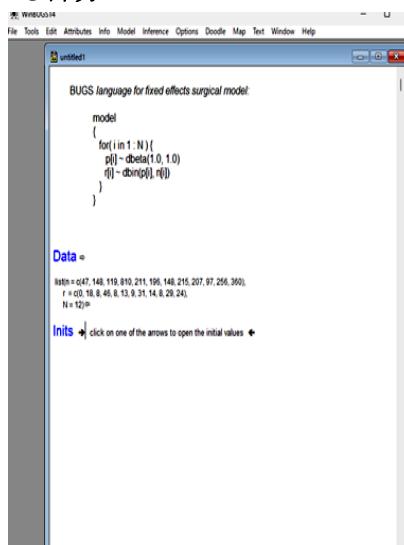 WinBUGS14
File Tools Edit Attributes Info Model Inference Options Doodle Map Text Window Help
untitled1
BUGS language for fixed effects surgical model:
model
{
for( i in 1 : N ) {
p[i] ~ dbeta(1.0, 1.0)
r[i] ~ dbin(p[i], n[i])
}
}
Data ⇨
list(n = c(47, 148, 119, 810, 211, 196, 148, 215, 207, 97, 256, 360),
r = c(0, 18, 8, 46, 8, 13, 9, 31, 14, 8, 29, 24),
N = 12)⇦
Inits ➔ click on one of the arrows to open the initial values 🡸